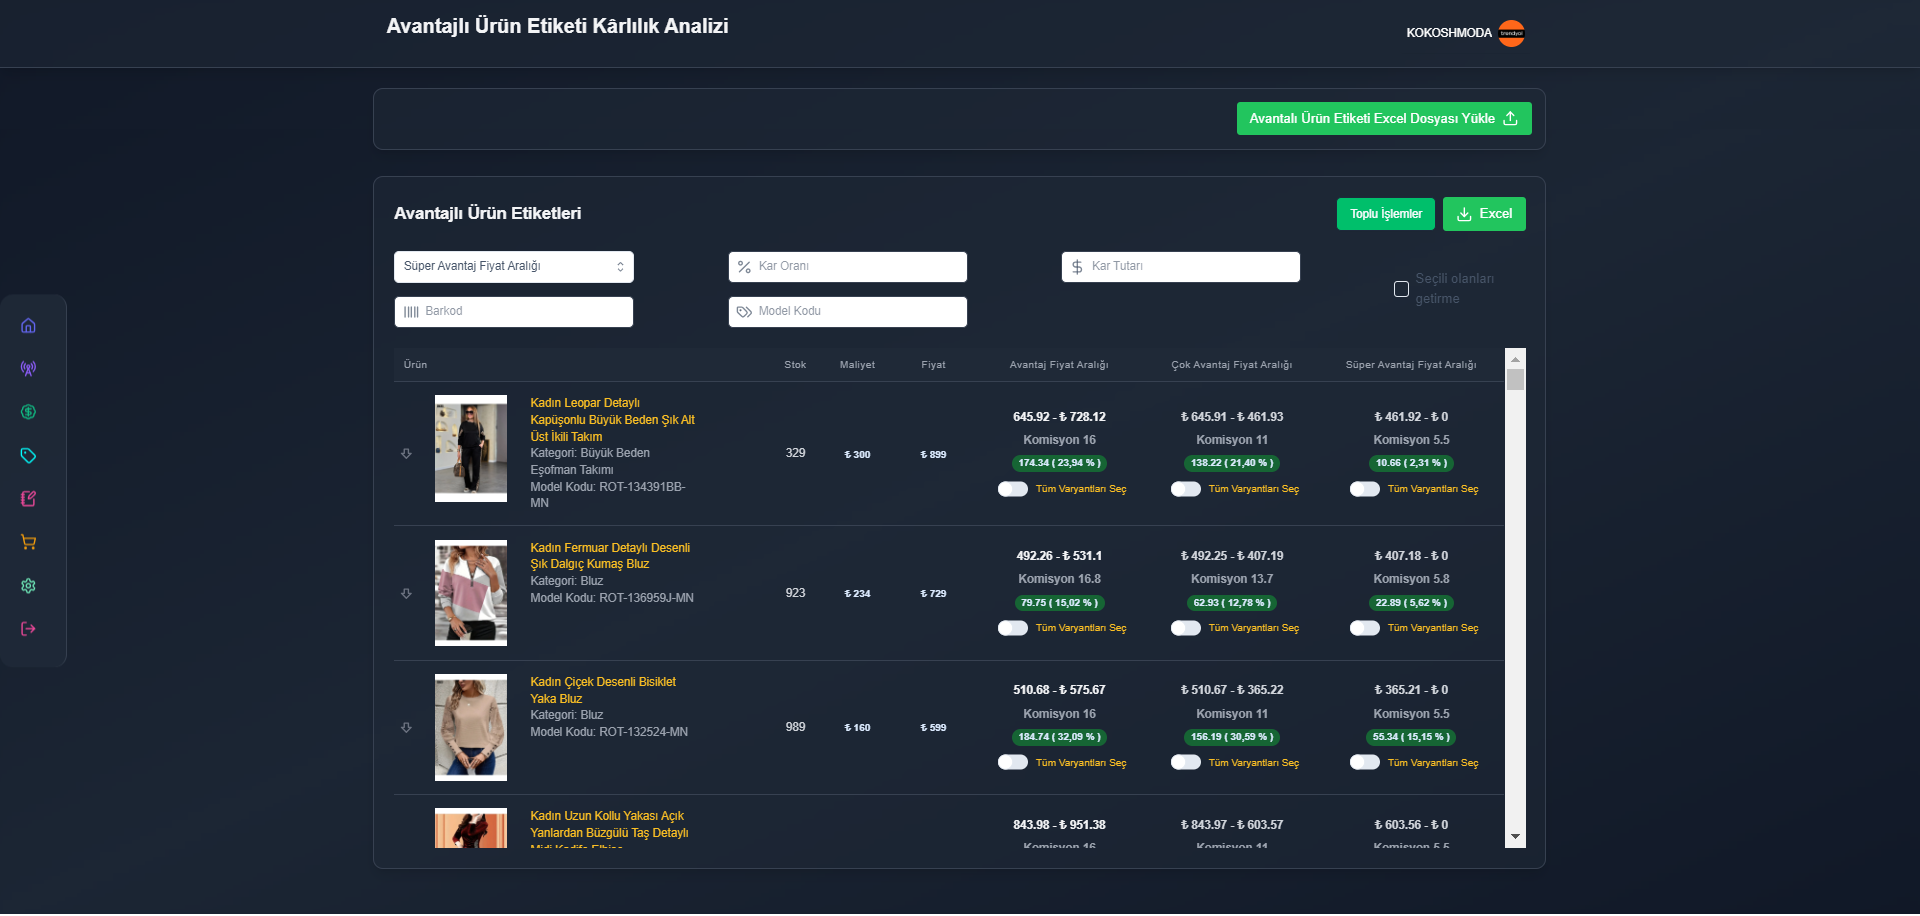 Avantajlı Ürün Etiketi Kârlılık Analizi
KOKOSHMODA
trendyol
Avantalı Ürün Etiketi Excel Dosyası Yükle
Avantajlı Ürün Etiketleri
Toplu İşlemler
Excel
Süper Avantaj Fiyat Aralığı
Kar Oranı
Kar Tutarı
Seçili olanları
getirme
Barkod
Model Kodu
Ürün Stok Maliyet Fiyat Avantaj Fiyat Aralığı Çok Avantaj Fiyat Aralığı Süper Avantaj Fiyat Aralığı
Kadın Leopar Detaylı
Kapüşonlu Büyük Beden Şık Alt
Üst İkili Takım
Kategori: Büyük Beden
Eşofman Takımı
Model Kodu: ROT-134391BB-
MN
329 ₺ 300 ₺ 899
645.92 - ₺ 728.12
Komisyon 16
174.34 ( 23,94 % )
Tüm Varyantları Seç
₺ 645.91 - ₺ 461.93
Komisyon 11
138.22 ( 21,40 % )
Tüm Varyantları Seç
₺ 461.92 - ₺ 0
Komisyon 5.5
10.66 ( 2,31 % )
Tüm Varyantları Seç
Kadın Fermuar Detaylı Desenli
Şık Dalgıç Kumaş Bluz
Kategori: Bluz
Model Kodu: ROT-136959J-MN
923 ₺ 234 ₺ 729
492.26 - ₺ 531.1
Komisyon 16.8
79.75 ( 15,02 % )
Tüm Varyantları Seç
₺ 492.25 - ₺ 407.19
Komisyon 13.7
62.93 ( 12,78 % )
Tüm Varyantları Seç
₺ 407.18 - ₺ 0
Komisyon 5.8
22.89 ( 5,62 % )
Tüm Varyantları Seç
Kadın Çiçek Desenli Bisiklet
Yaka Bluz
Kategori: Bluz
Model Kodu: ROT-132524-MN
989 ₺ 160 ₺ 599
510.68 - ₺ 575.67
Komisyon 16
184.74 ( 32,09 % )
Tüm Varyantları Seç
₺ 510.67 - ₺ 365.22
Komisyon 11
156.19 ( 30,59 % )
Tüm Varyantları Seç
₺ 365.21 - ₺ 0
Komisyon 5.5
55.34 ( 15,15 % )
Tüm Varyantları Seç
Kadın Uzun Kollu Yakası Açık
Yanlardan Büzgülü Taş Detaylı
Midi Kadife Elbise
843.98 - ₺ 951.38
Komisyon 16
₺ 843.97 - ₺ 603.57
Komisyon 11
₺ 603.56 - ₺ 0
Komisyon 5.5